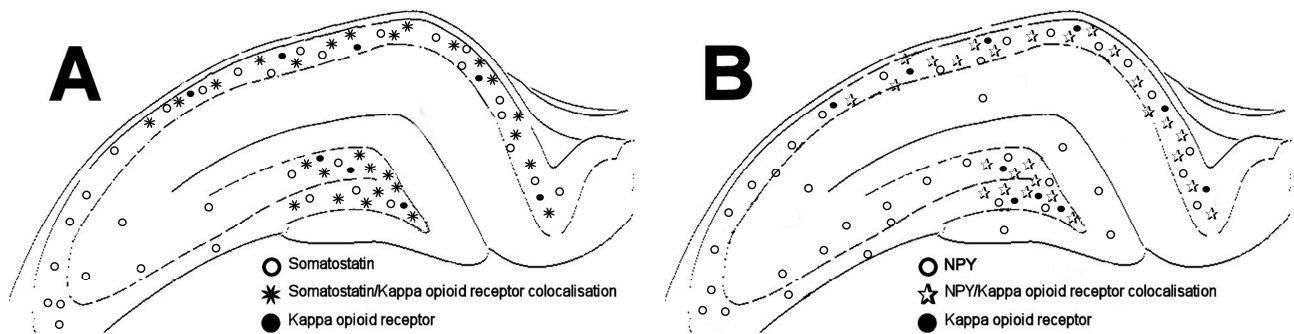 A
Somatostatin
Somatostatin/Kappa opioid receptor colocalisation
Kappa opioid receptor
B
NPY
NPY/Kappa opioid receptor colocalisation
Kappa opioid receptor